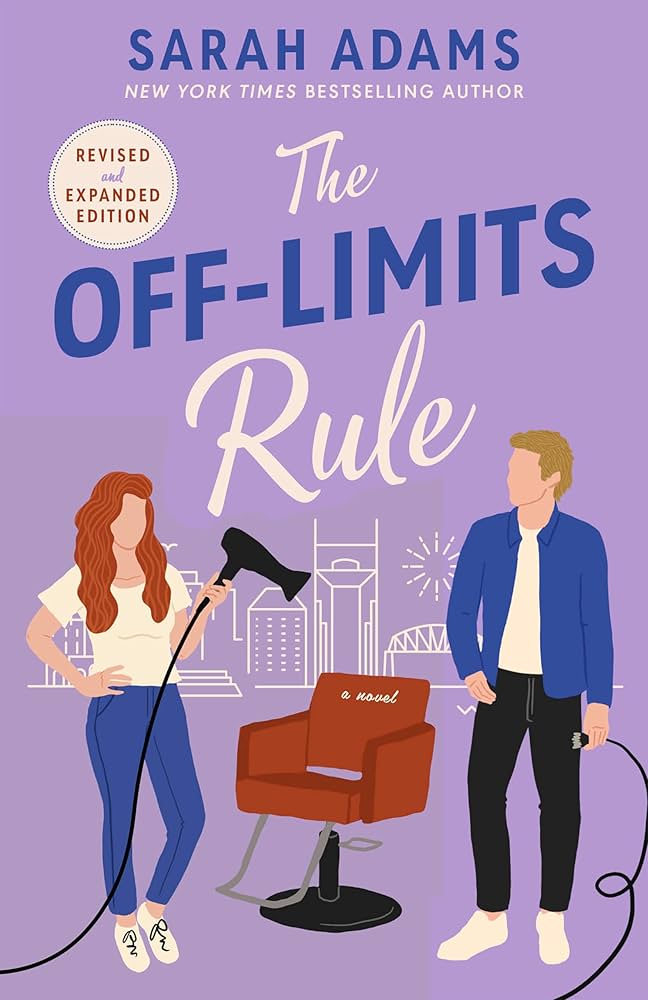 SARAH ADAMS
NEW YORK TIMES BESTSELLING AUTHOR
REVISED
and
EXPANDED
EDITION
The
OFF-LIMITS
Rule
a novel